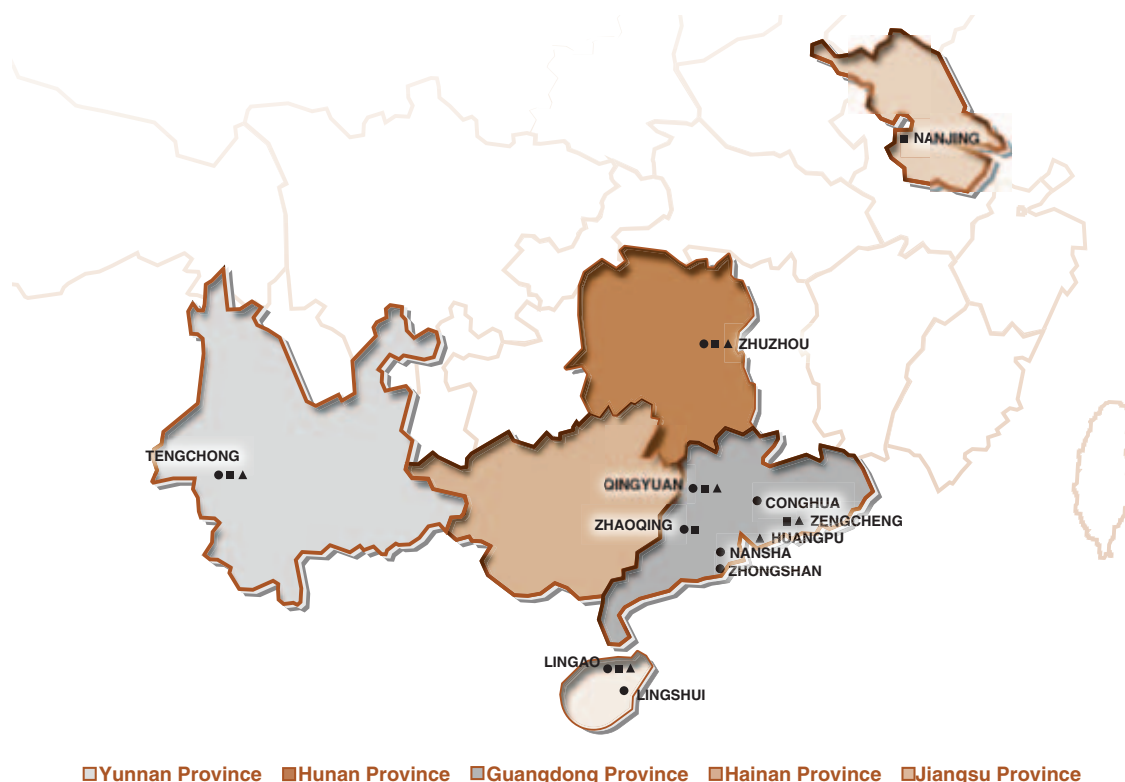 NANJING
ZHUZHOU
TENGCHONG
QINGYUAN
CONGHUA
ZHAOQING
ZENGCHENG
HUANGPU
NANSHA
ZHONGSHAN
LINGAO
LINGSHUI
Yunnan Province Hunan Province Guangdong Province Hainan Province Jiangsu Province